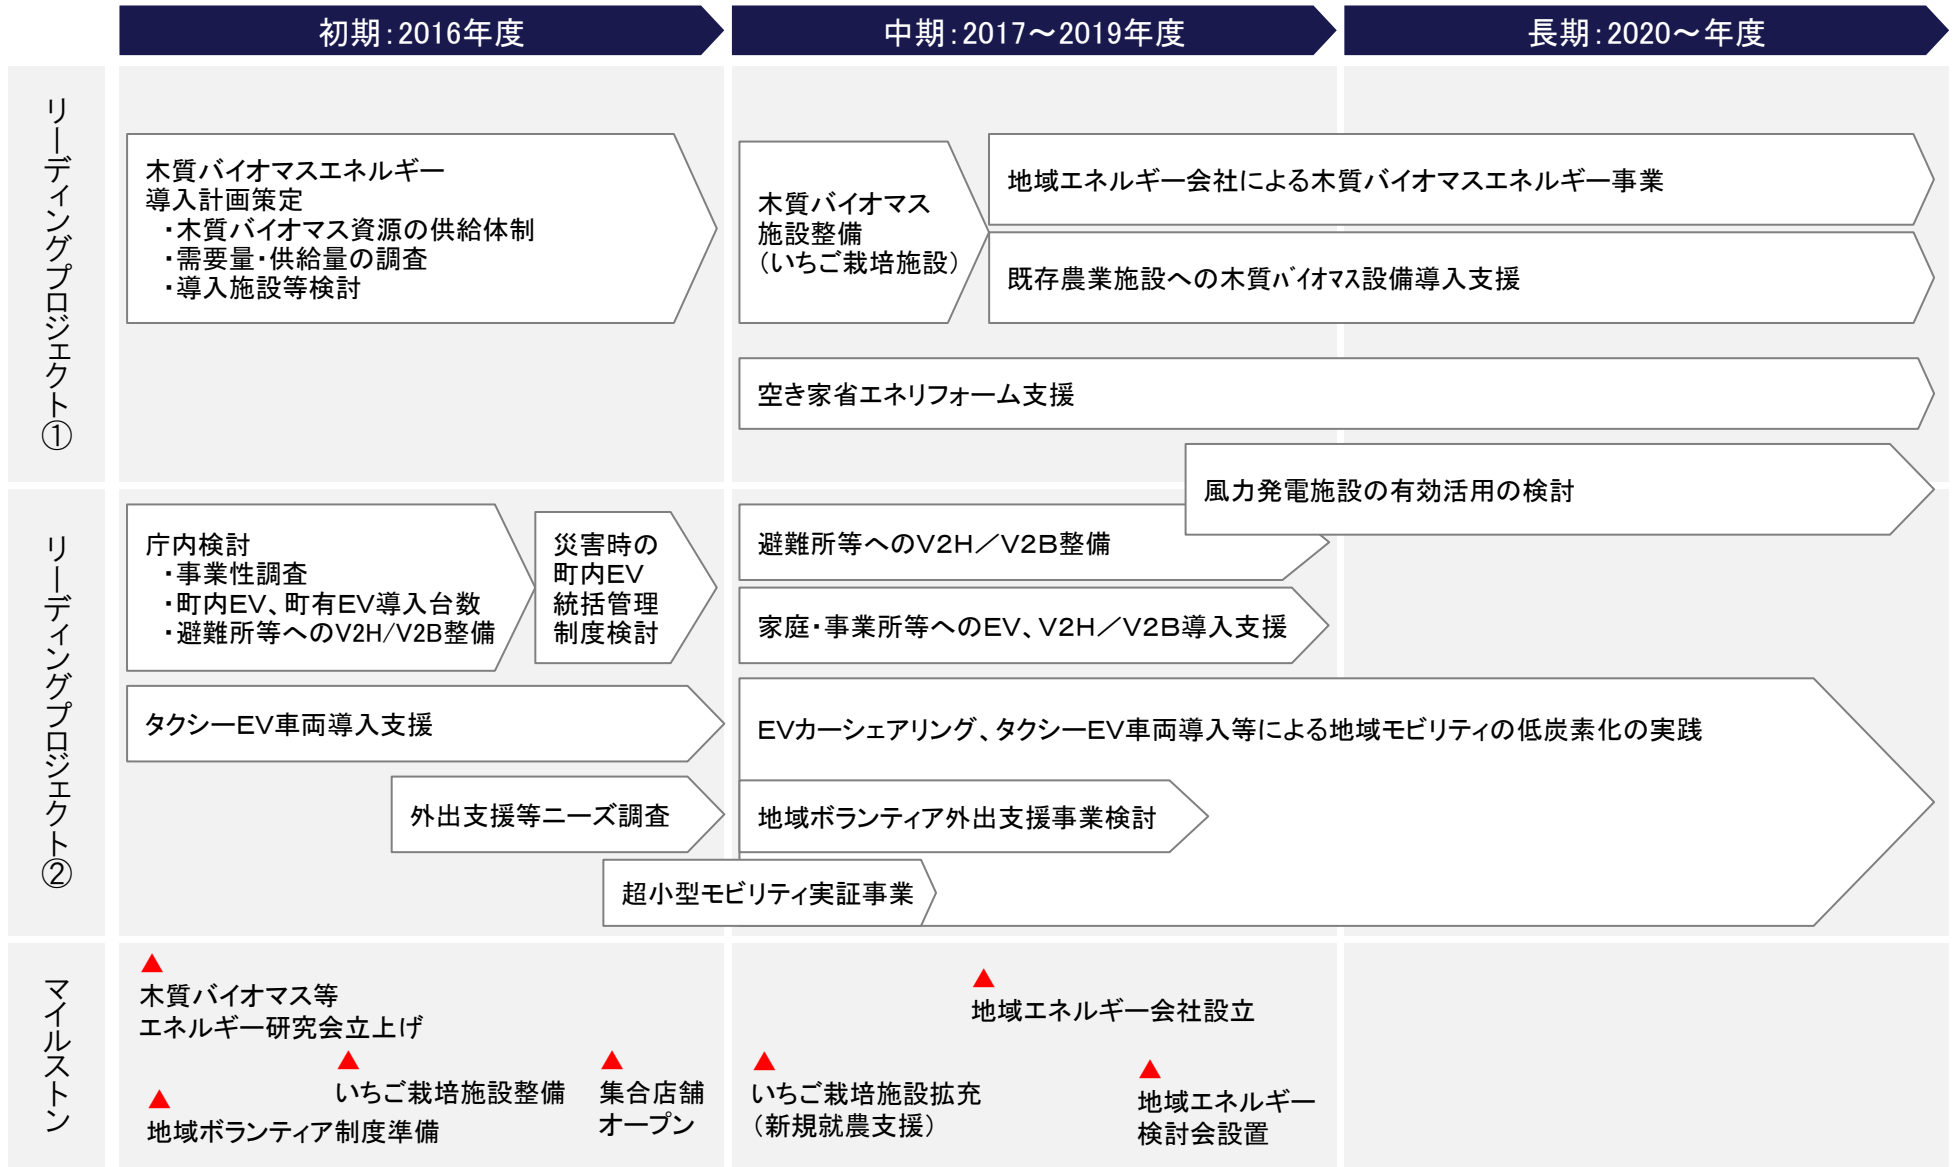 初期：2016年度
中期：2017～2019年度
長期：2020～年度
リーディングプロジェクト①
木質バイオマスエネルギー
導入計画策定
・木質バイオマス資源の供給体制
・需要量・供給量の調査
・導入施設等検討
木質バイオマス
施設整備
（いちご栽培施設）
地域エネルギー会社による木質バイオマスエネルギー事業
既存農業施設への木質ﾊﾞｲｵﾏｽ設備導入支援
空き家省エネリフォーム支援
風力発電施設の有効活用の検討
リーディングプロジェクト②
庁内検討
・事業性調査
・町内EV、町有EV導入台数
・避難所等へのV2H/V2B整備
災害時の
町内EV
統括管理
制度検討
避難所等へのV2H／V2B整備
家庭・事業所等へのEV、V2H／V2B導入支援
タクシーEV車両導入支援
EVカーシェアリング、タクシーEV車両導入等による地域モビリティの低炭素化の実践
外出支援等ニーズ調査
地域ボランティア外出支援事業検討
超小型モビリティ実証事業
マイルストン
▲
木質バイオマス等
エネルギー研究会立上げ
▲
いちご栽培施設整備
▲
地域ボランティア制度準備
▲
集合店舗
オープン
▲
地域エネルギー会社設立
▲
いちご栽培施設拡充
（新規就農支援）
▲
地域エネルギー
検討会設置